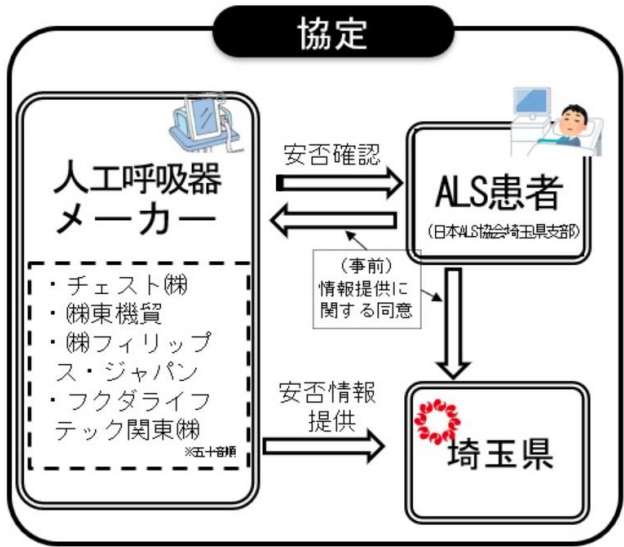 協定
人工呼吸器
メーカー
・チェスト㈱
・㈱東機貿
・㈱フィリップ
ス・ジャパン
・フクダライフ
テック関東㈱
※五十音順
安否確認
ALS患者
(日本ALS協会埼玉県支部)
(事前)
情報提供に
関する同意
安否情報
提供
埼玉県